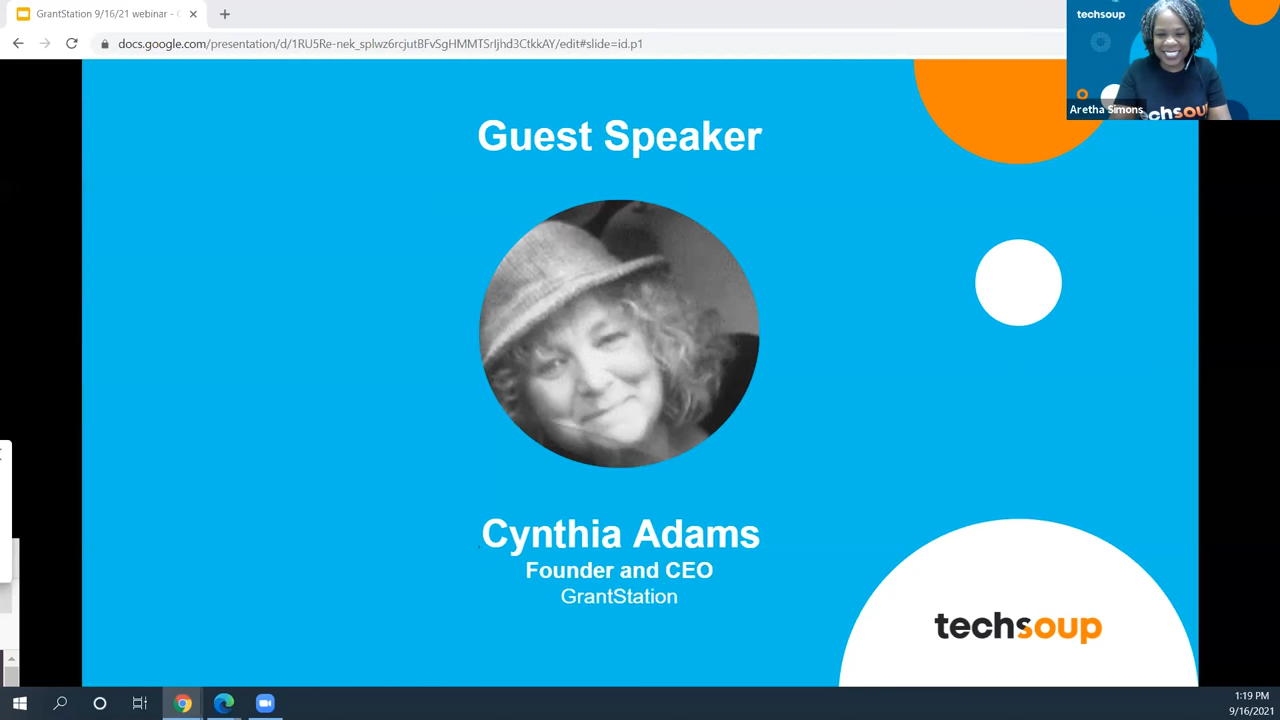 GrantStation 9/16/21 webinar - G
docs.google.com/presentation/d/1RU5Re-nek_splwz6rcjutBFvSgHMMTSrIjhd3CtkkAY/edit#slide=id.p1
techsoup
Aretha Simons
Guest Speaker
Cynthia Adams
Founder and CEO
GrantStation
techsoup
1:19 PM
9/16/2021